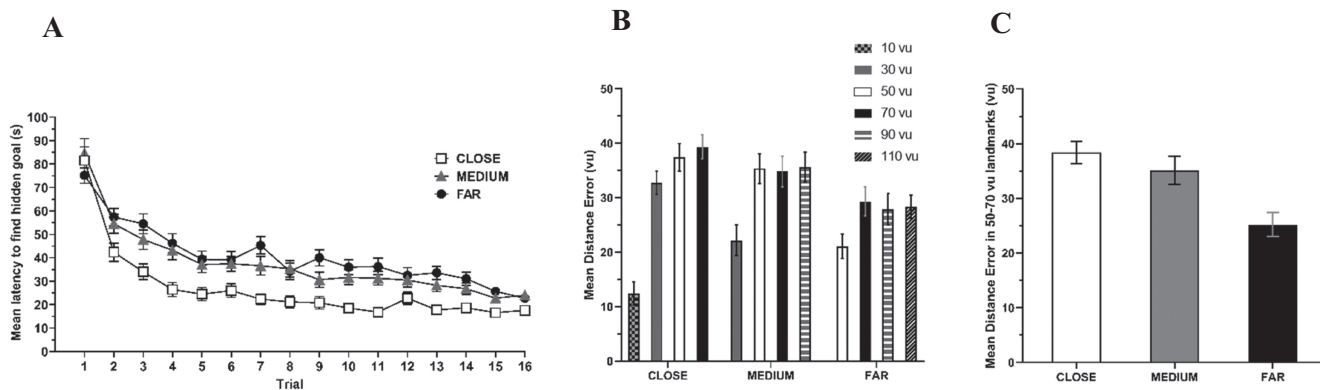 A
Mean latency to find hidden goal (s)
100
90
80
70
60
50
40
30
20
10
0
1 2 3 4 5 6 7 8 9 10 11 12 13 14 15 16
Trial
CLOSE
MEDIUM
FAR
B
10 vu
30 vu
50 vu
70 vu
90 vu
110 vu
Mean Distance Error (vu)
50
40
30
20
10
0
CLOSE MEDIUM FAR
C
Mean Distance Error in 50-70 vu landmarks (vu)
50
40
30
20
10
0
CLOSE MEDIUM FAR